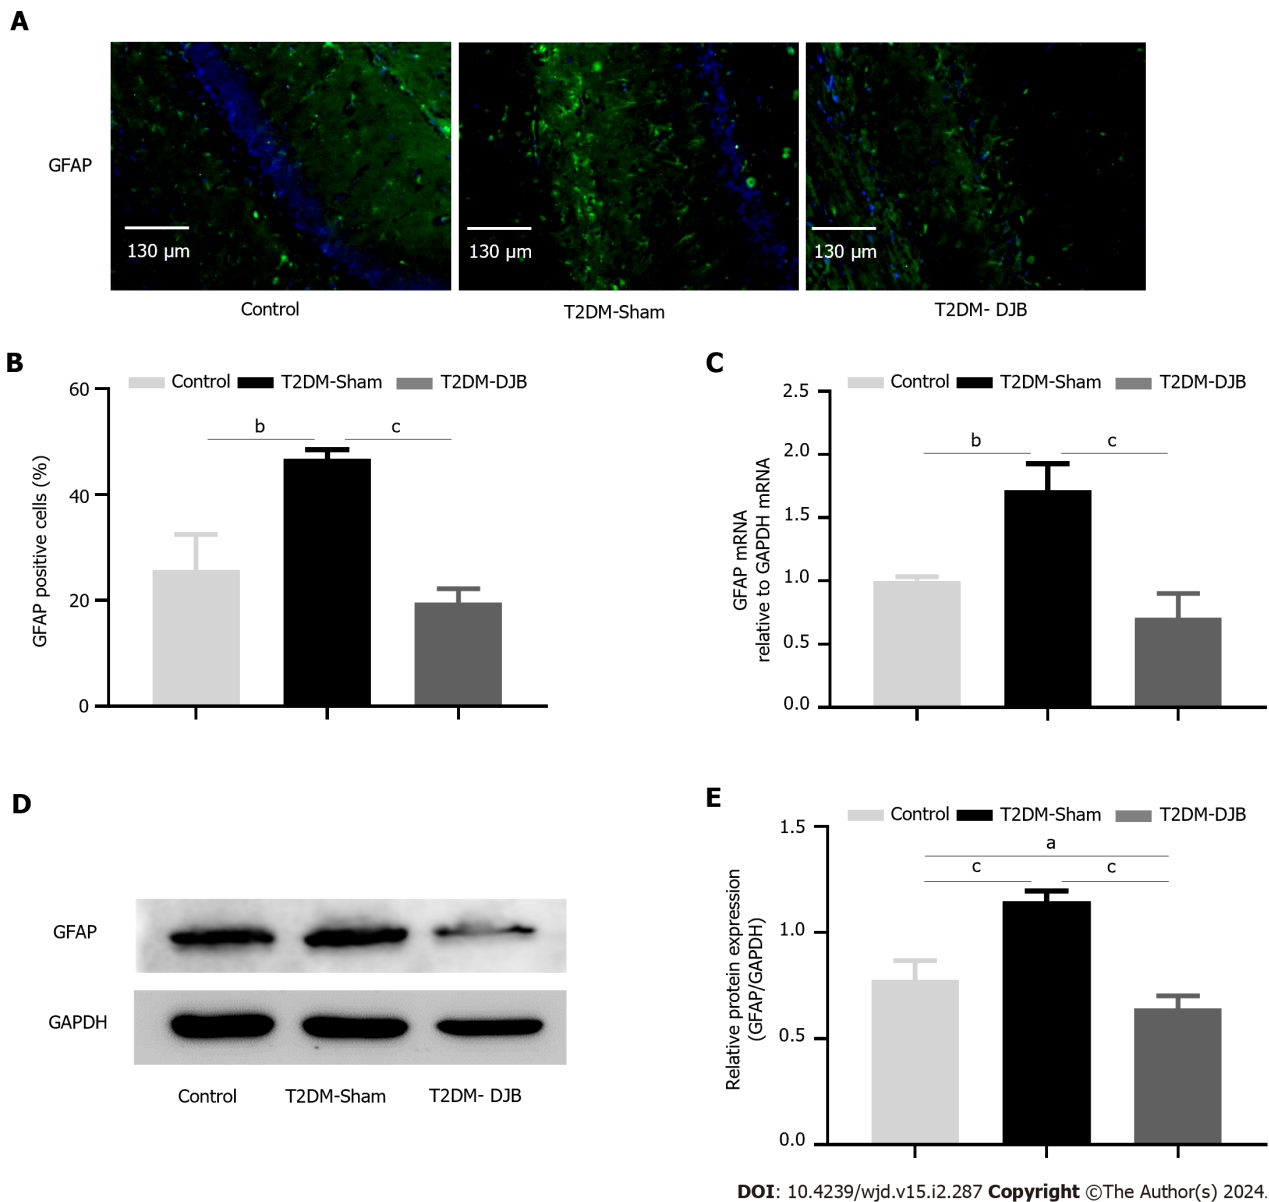 A
GFAP
130 µm
130 µm
130 µm
Control
T2DM-Sham
T2DM- DJB
B
Control
T2DM-Sham
T2DM-DJB
b
c
60
40
20
0
GFAP positive cells (%)
C
Control
T2DM-Sham
T2DM-DJB
b
c
2.5
2.0
1.5
1.0
0.5
0.0
GFAP mRNA
relative to GAPDH mRNA
D
GFAP
GAPDH
Control
T2DM-Sham
T2DM- DJB
E
Control
T2DM-Sham
T2DM-DJB
a
c
c
1.5
1.0
0.5
0.0
Relative protein expression
(GFAP/GAPDH)
DOI: 10.4239/wjd.v15.i2.287 Copyright ©The Author(s) 2024.